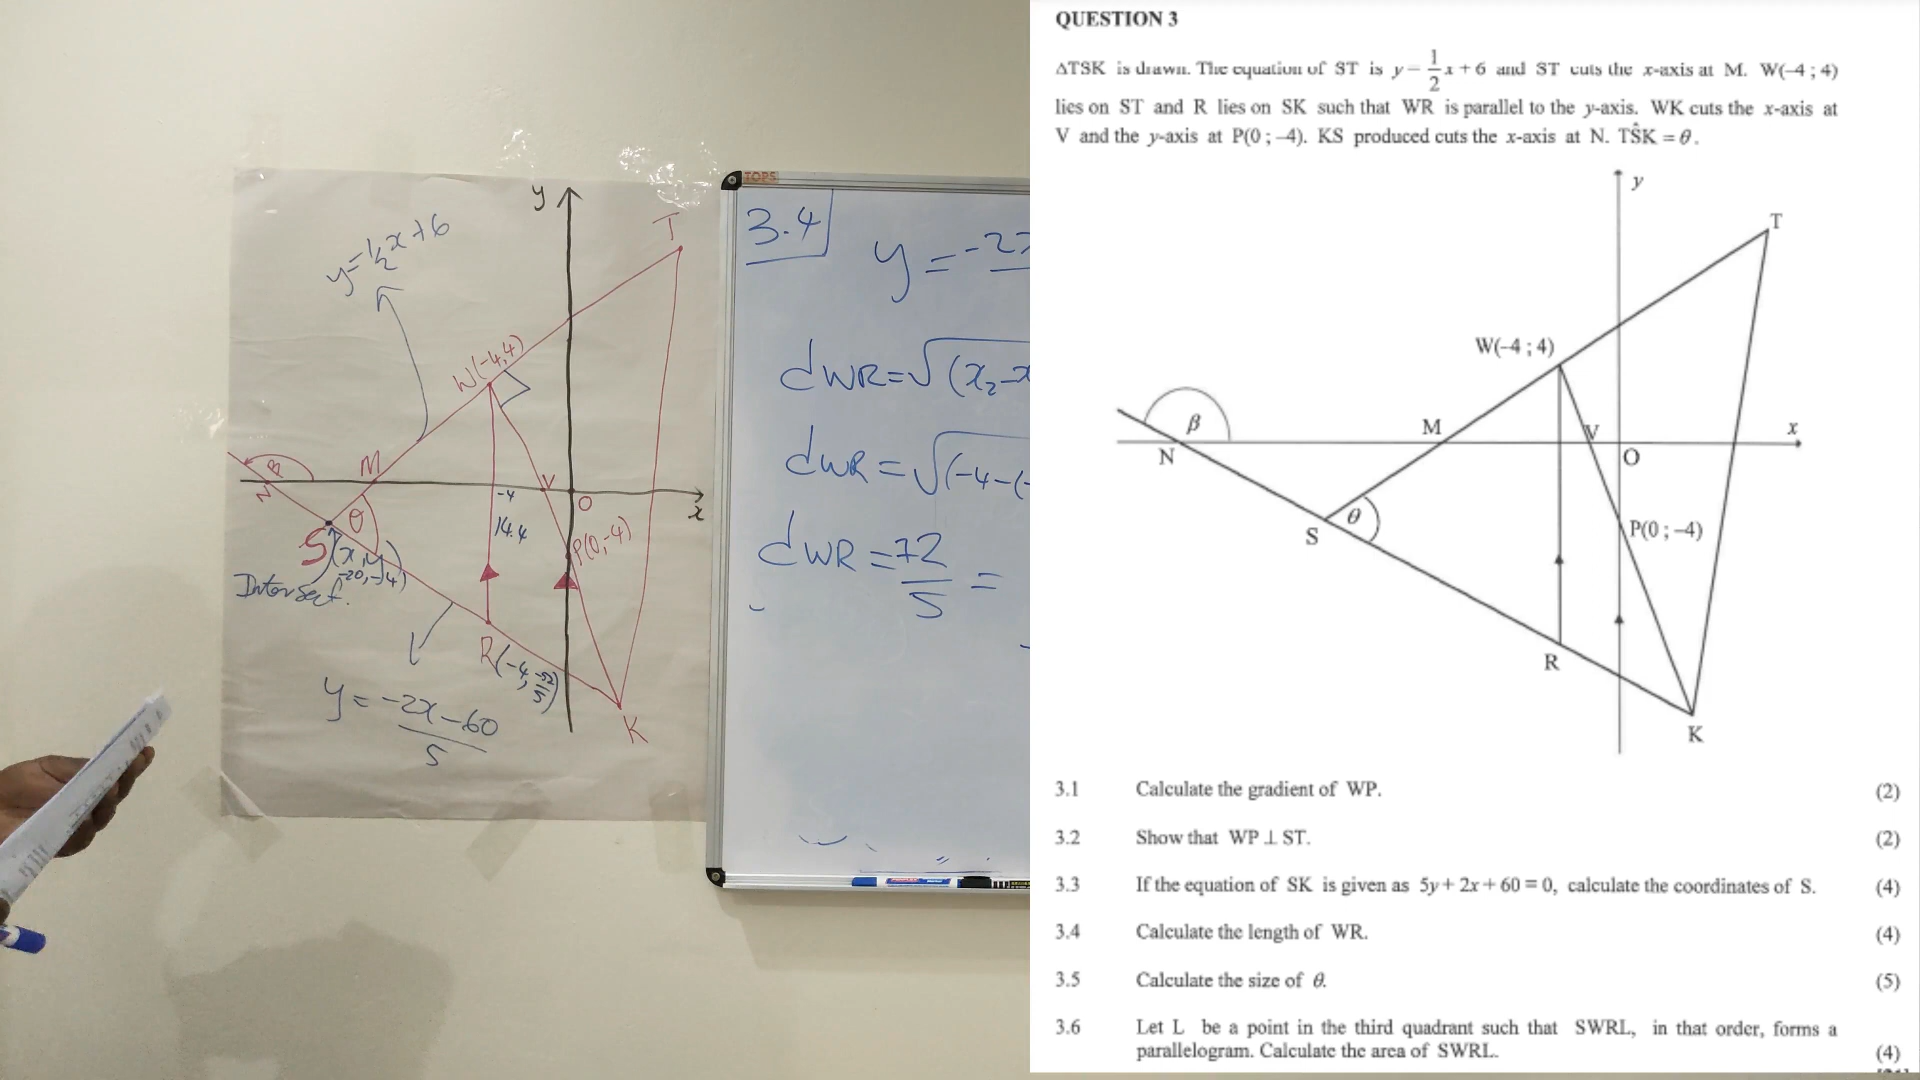 y
T
y=½x+6
W(-4,4)
β
M
N
-4
V
O
x
θ
14.4
P(0,-4)
S(x,y)
-20,-4)
Intersect.
R(-4,-52/5)
y=-2x-60
5
K
TOPS
3.4
y=-2
dWR=√(x₂-x
dWR=√(-4-(-
dWR=72
5 =
QUESTION 3
ΔTSK is drawn. The equation of ST is y=1/2x+6 and ST cuts the x-axis at M. W(–4 ; 4)
lies on ST and R lies on SK such that WR is parallel to the y-axis. WK cuts the x-axis at
V and the y-axis at P(0 ; –4). KS produced cuts the x-axis at N. TŜK = θ.
y
T
W(–4 ; 4)
β
M
V
x
N
O
θ
S
P(0 ; –4)
R
K
3.1 Calculate the gradient of WP. (2)
3.2 Show that WP ⊥ ST. (2)
3.3 If the equation of SK is given as 5y + 2x + 60 = 0, calculate the coordinates of S. (4)
3.4 Calculate the length of WR. (4)
3.5 Calculate the size of θ. (5)
3.6 Let L be a point in the third quadrant such that SWRL, in that order, forms a
parallelogram. Calculate the area of SWRL. (4)